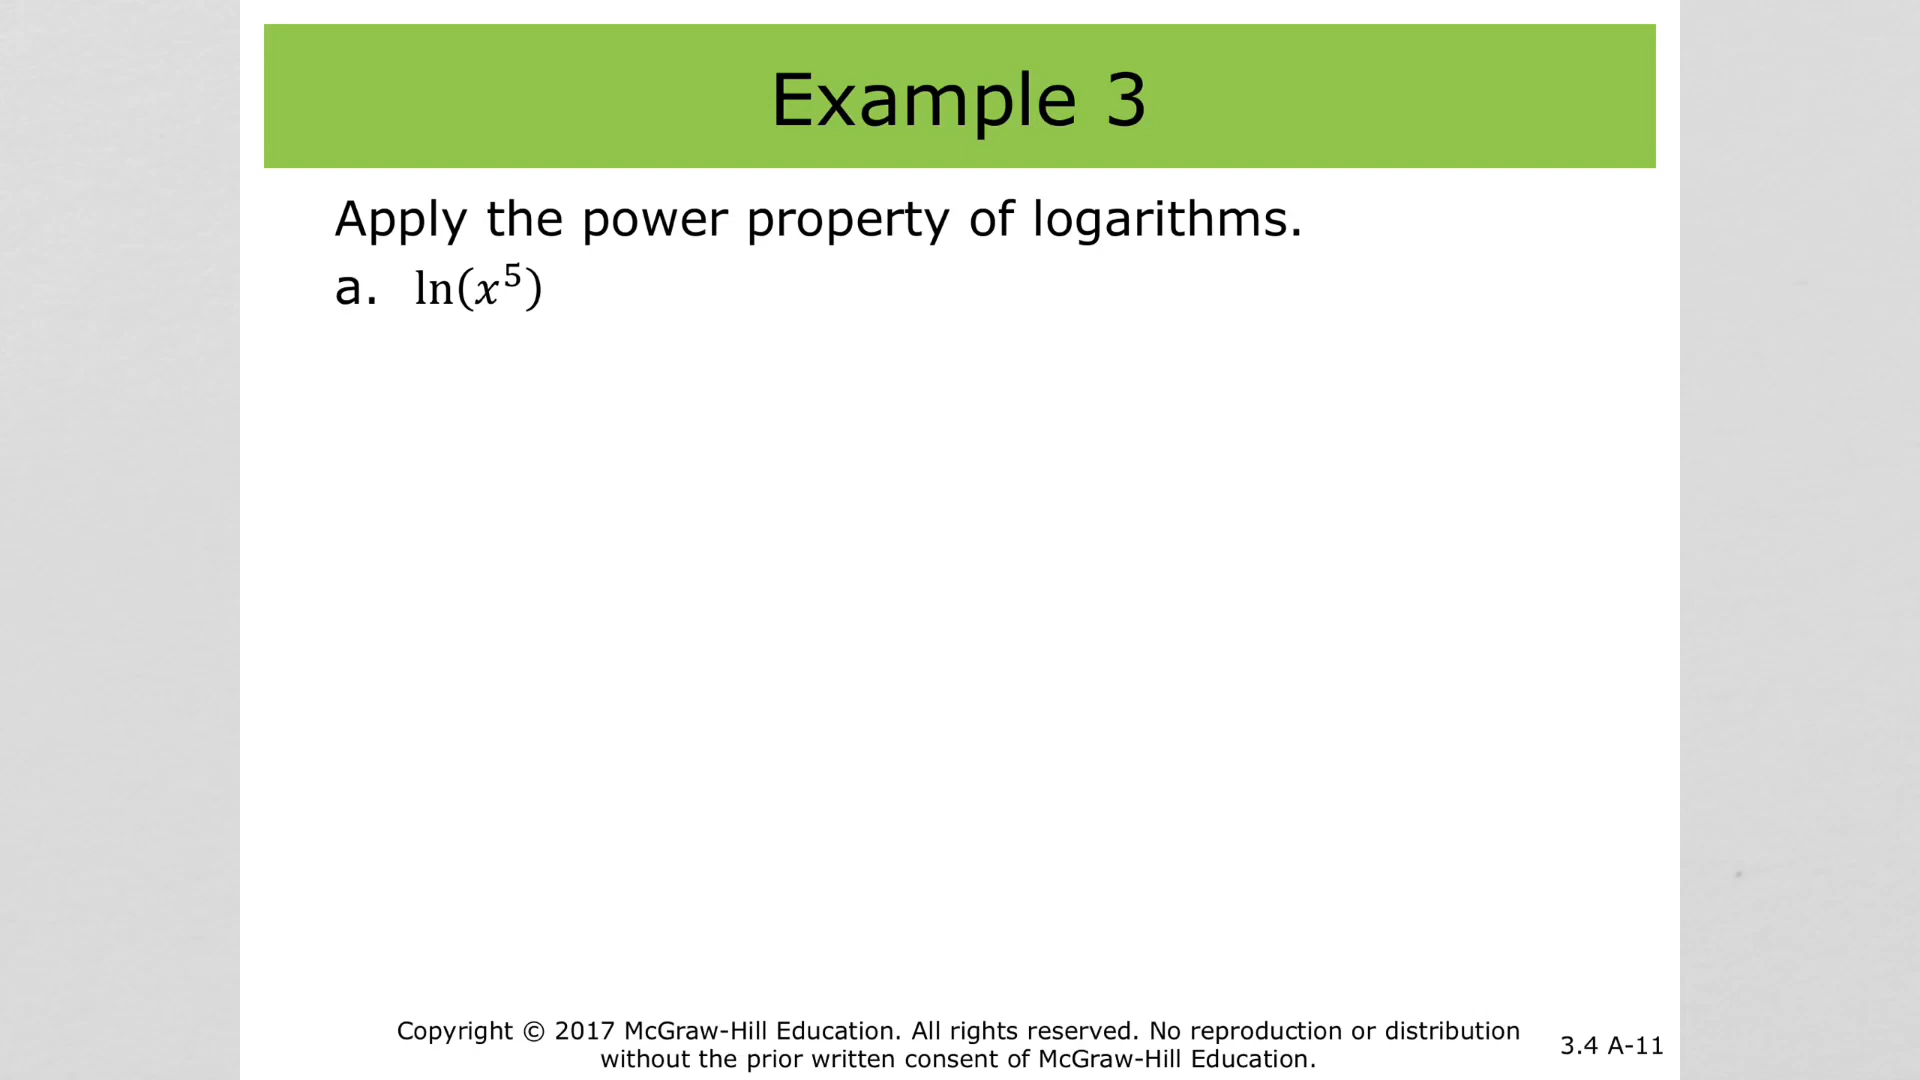 Example 3
Apply the power property of logarithms.
a. ln(x⁵)
Copyright © 2017 McGraw-Hill Education. All rights reserved. No reproduction or distribution
without the prior written consent of McGraw-Hill Education.
3.4 A-11